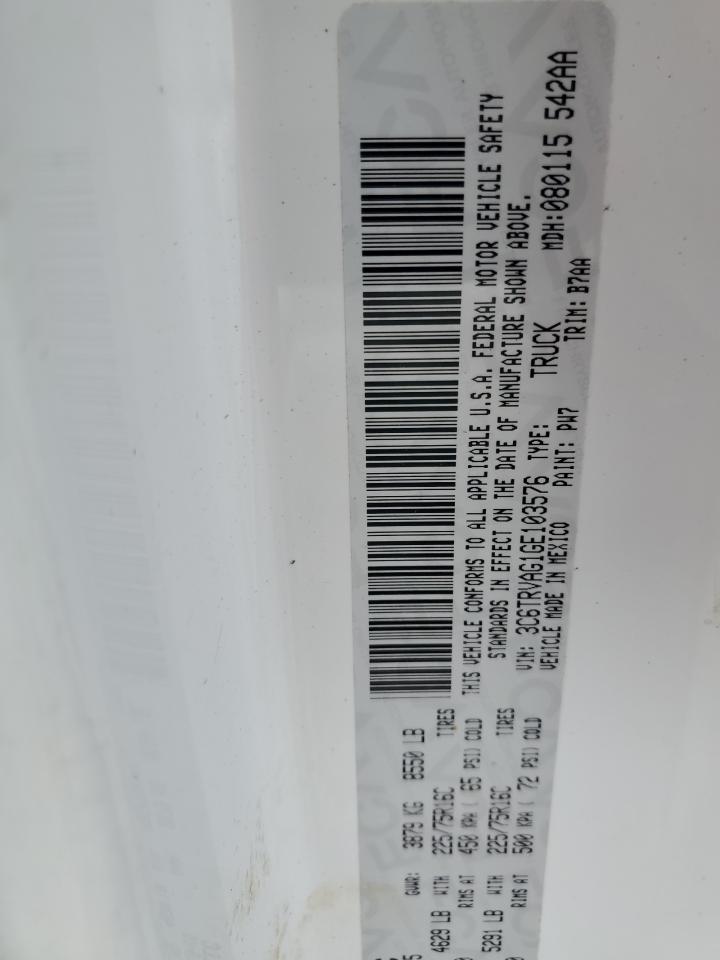 GVWR: 3879 KG 8550 LB
4629 LB WITH 225/75R16C TIRES
RIMS AT 450 KPA ( 65 PSI) COLD
5291 LB WITH 225/75R16C TIRES
RIMS AT 500 KPA ( 72 PSI) COLD
THIS VEHICLE CONFORMS TO ALL APPLICABLE U.S.A. FEDERAL MOTOR VEHICLE SAFETY
STANDARDS IN EFFECT ON THE DATE OF MANUFACTURE SHOWN ABOVE.
VIN: 3C6TRVAG1GE103576 TYPE: TRUCK MDH:080115 542AA
VEHICLE MADE IN MEXICO PAINT: PW7 TRIM: B7AA